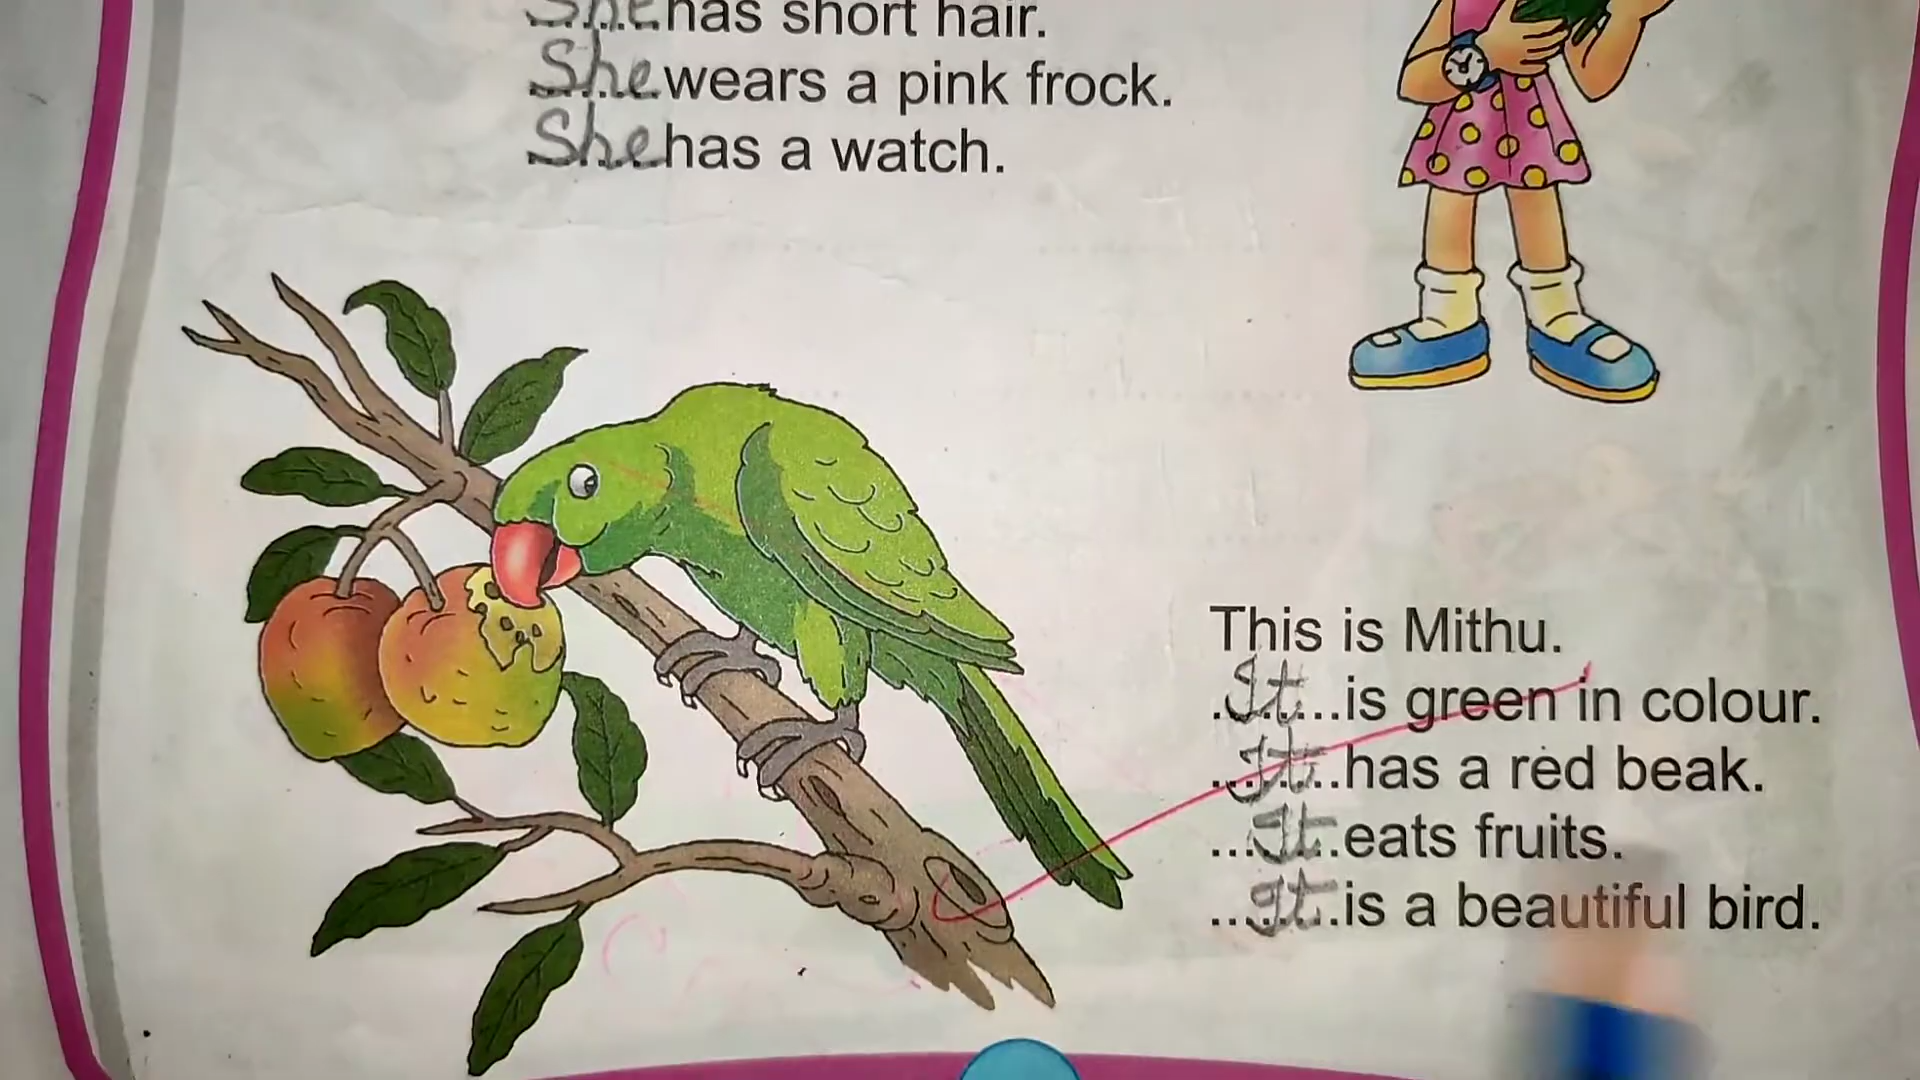 She has short hair.
She wears a pink frock.
She has a watch.
This is Mithu.
It is green in colour.
It has a red beak.
It eats fruits.
It is a beautiful bird.